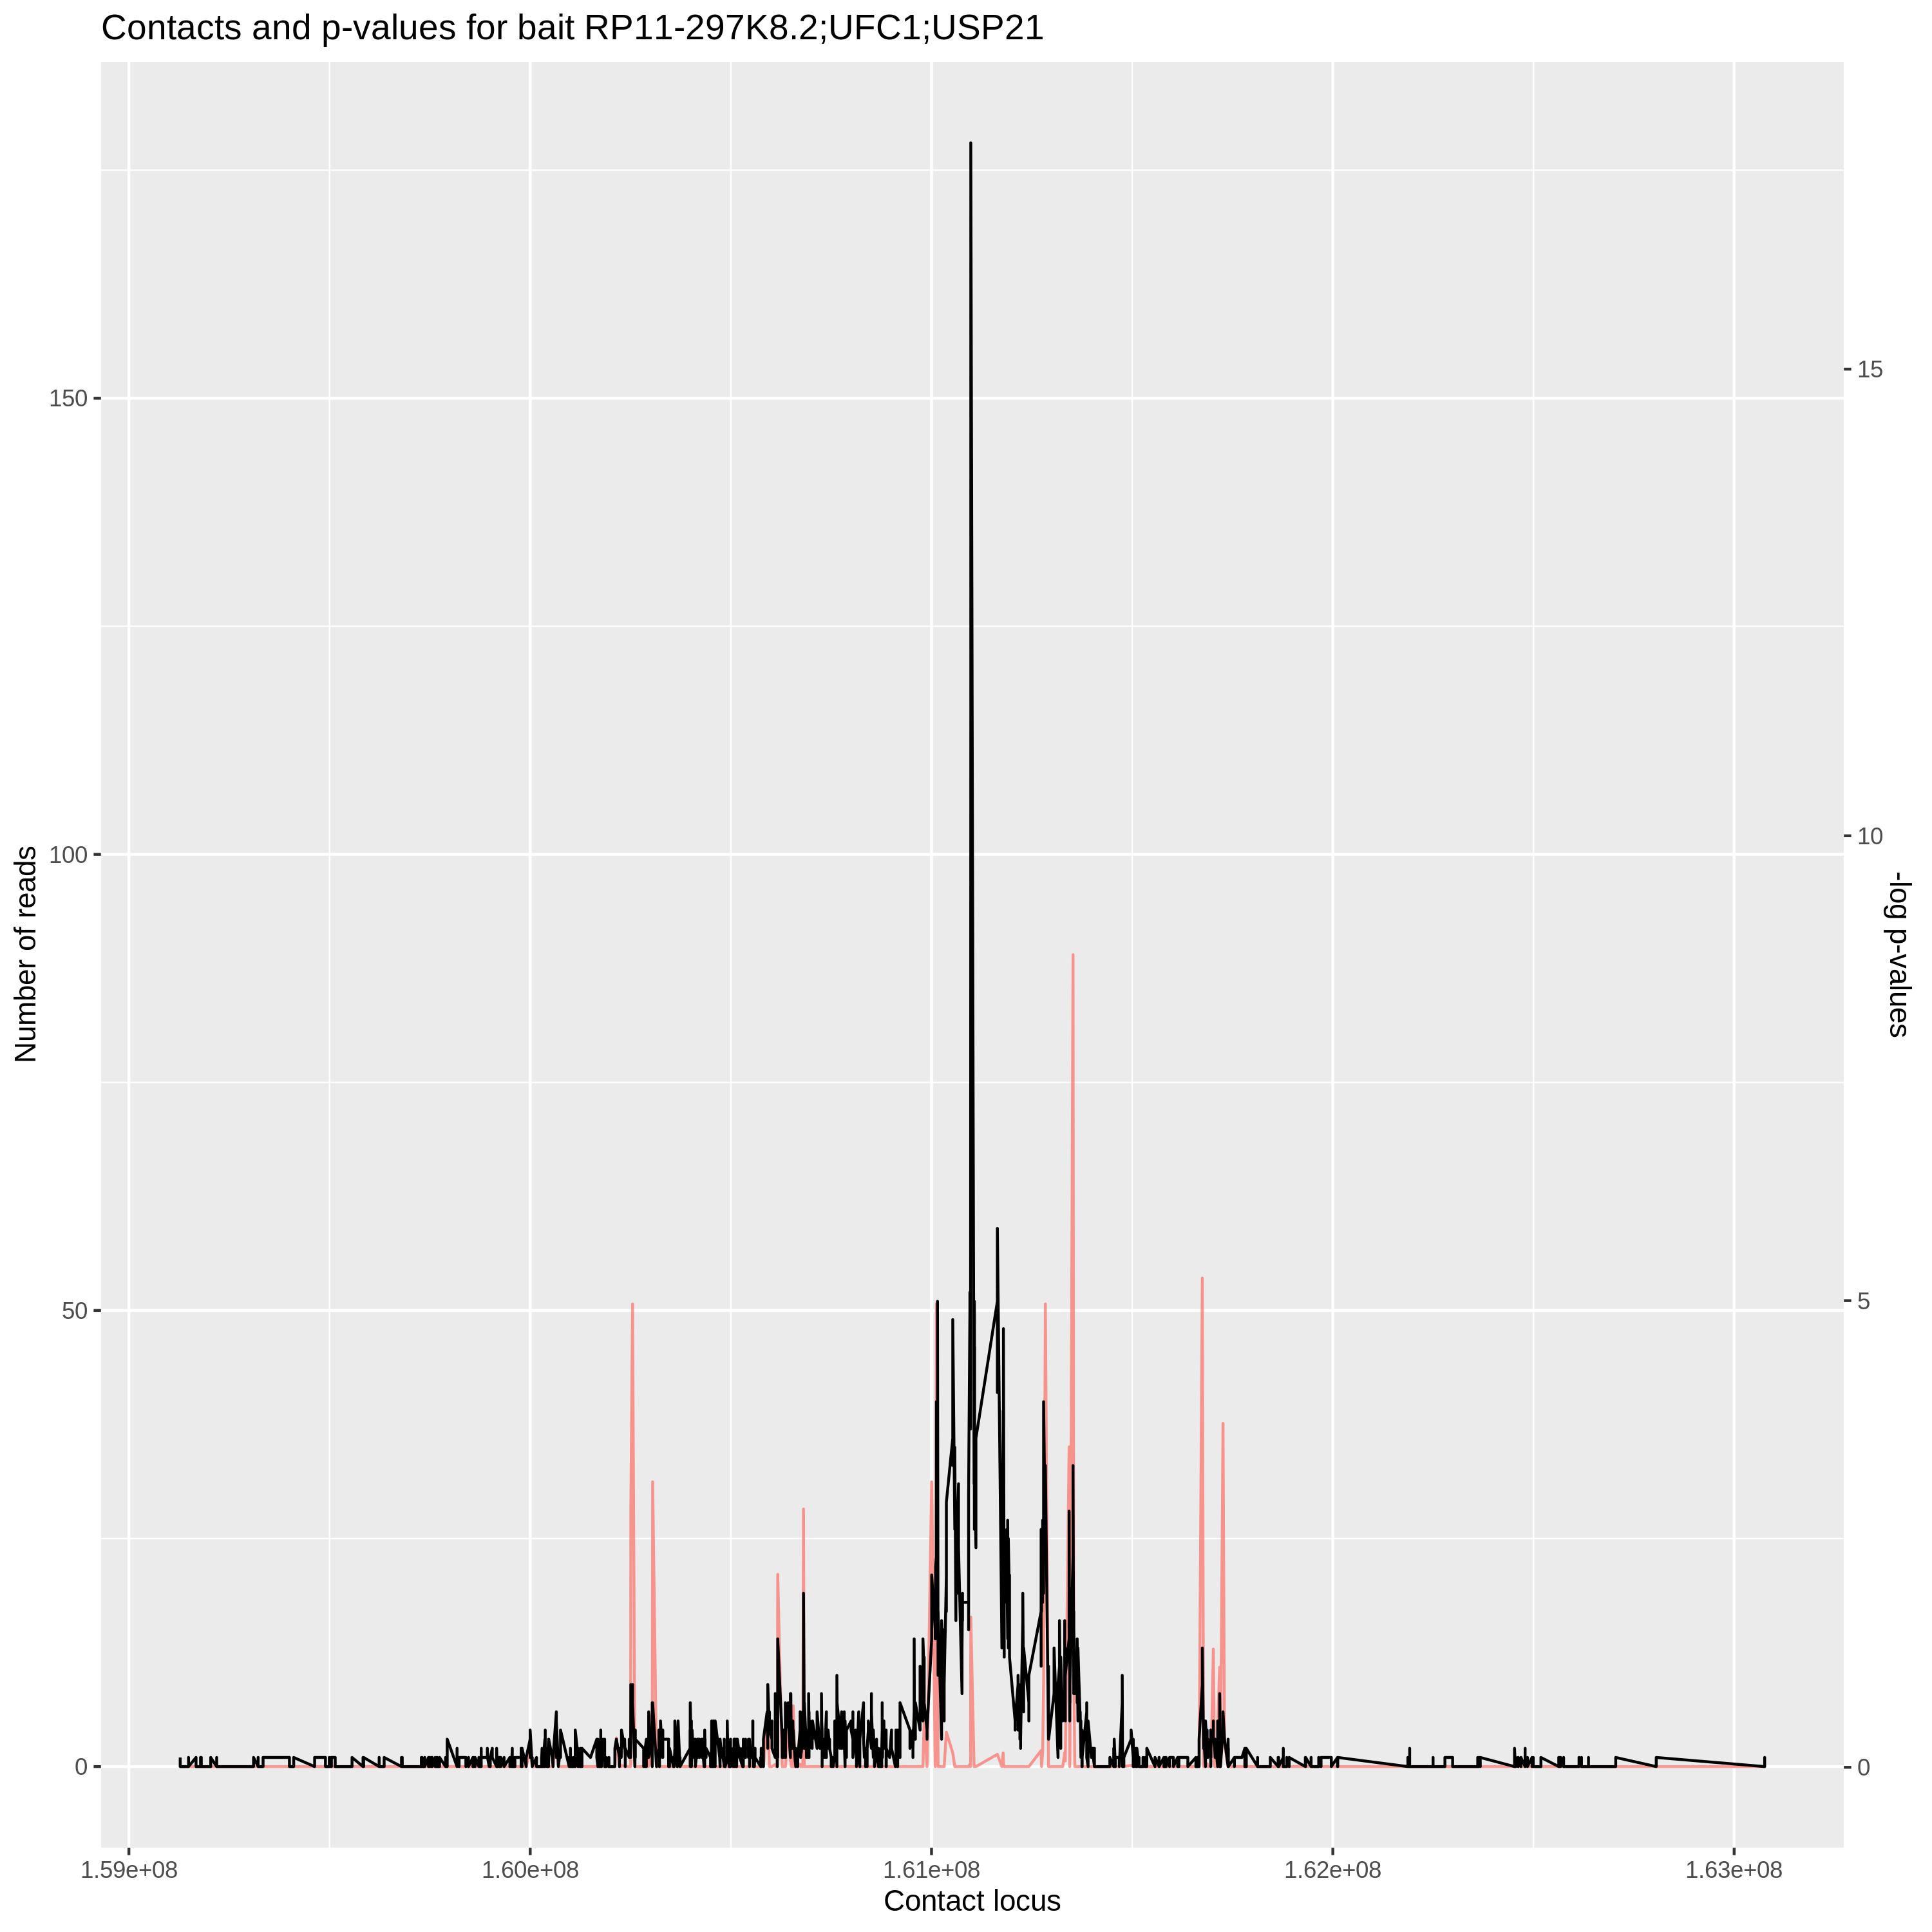 Contacts and p-values for bait RP11-297K8.2;UFC1;USP21
Number of reads
150
100
50
0
15
10
5
0
-log p-values
1.59e+08
1.60e+08
1.61e+08
1.62e+08
1.63e+08
Contact locus